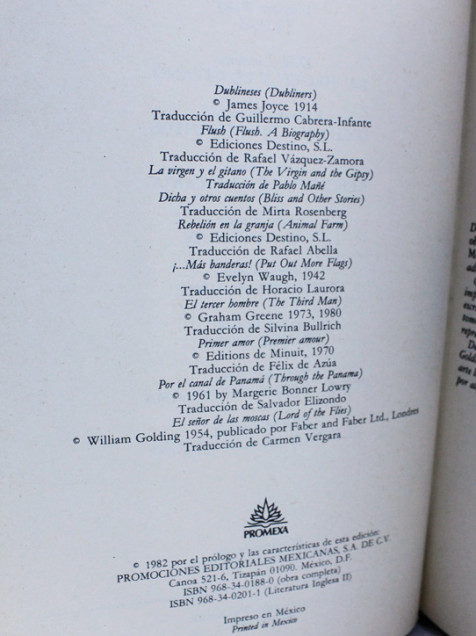 Dublineses (Dubliners)
© James Joyce 1914
Traducción de Guillermo Cabrera-Infante
Flush (Flush. A Biography)
© Ediciones Destino, S.L.
Traducción de Rafael Vázquez-Zamora
La virgen y el gitano (The Virgin and the Gipsy)
Traducción de Pablo Mañé
Dicha y otros cuentos (Bliss and Other Stories)
Traducción de Mirta Rosenberg
Rebelión en la granja (Animal Farm)
© Ediciones Destino, S.L.
Traducción de Rafael Abella
¡...Más banderas! (Put Out More Flags)
© Evelyn Waugh, 1942
Traducción de Horacio Laurora
El tercer hombre (The Third Man)
© Graham Greene 1973, 1980
Traducción de Silvina Bullrich
Primer amor (Premier amour)
© Editions de Minuit, 1970
Traducción de Félix de Azúa
Por el canal de Panamá (Through the Panama)
© 1961 by Margerie Bonner Lowry
Traducción de Salvador Elizondo
El señor de las moscas (Lord of the Flies)
© William Golding 1954, publicado por Faber and Faber Ltd., Londres
Traducción de Carmen Vergara
PROMEXA
© 1982 por el prólogo y las características de esta edición:
PROMOCIONES EDITORIALES MEXICANAS, S.A. DE C.V.
Canoa 521-6, Tizapán 01090. México, D.F.
ISBN 968-34-0188-0 (obra completa)
ISBN 968-34-0201-1 (Literatura Inglesa II)
Impreso en México
Printed in Mexico